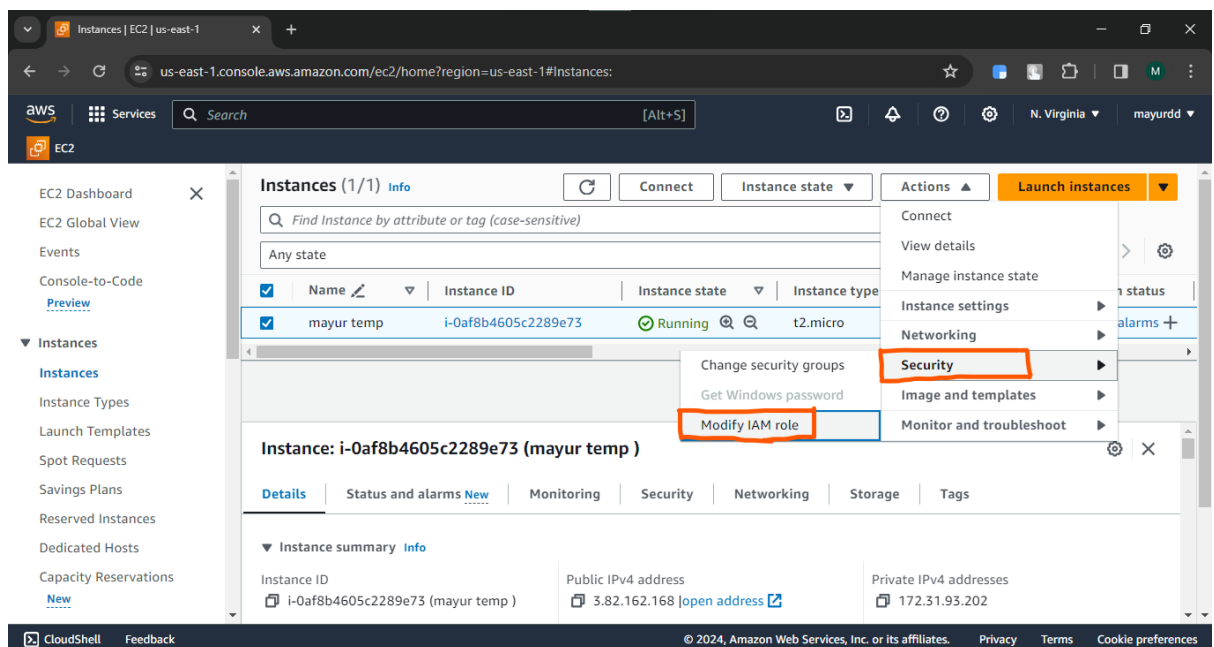 Instances | EC2 | us-east-1
us-east-1.console.aws.amazon.com/ec2/home?region=us-east-1#Instances:
M
aws Services Search [Alt+S] N. Virginia mayurdd
EC2
EC2 Dashboard
EC2 Global View
Events
Console-to-Code
Preview
Instances
Instances
Instance Types
Launch Templates
Spot Requests
Savings Plans
Reserved Instances
Dedicated Hosts
Capacity Reservations
New
Instances (1/1) Info Connect Instance state Actions Launch instances
Find Instance by attribute or tag (case-sensitive)
Any state
Name Instance ID Instance state Instance type status
mayur temp i-0af8b4605c2289e73 Running t2.micro alarms
Connect
View details
Manage instance state
Instance settings
Networking
Security
Image and templates
Monitor and troubleshoot
Change security groups
Get Windows password
Modify IAM role
Instance: i-0af8b4605c2289e73 (mayur temp )
Details Status and alarms New Monitoring Security Networking Storage Tags
Instance summary Info
Instance ID Public IPv4 address Private IPv4 addresses
i-0af8b4605c2289e73 (mayur temp ) 3.82.162.168 |open address 172.31.93.202
CloudShell Feedback © 2024, Amazon Web Services, Inc. or its affiliates. Privacy Terms Cookie preferences